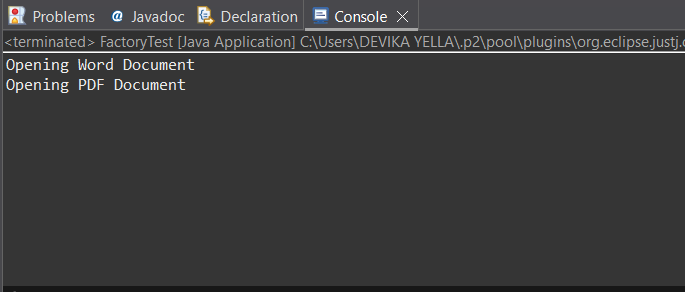 Problems @ Javadoc Declaration Console
<terminated> FactoryTest [Java Application] C:\Users\DEVIKA YELLA\.p2\pool\plugins\org.eclipse.justj.
Opening Word Document
Opening PDF Document